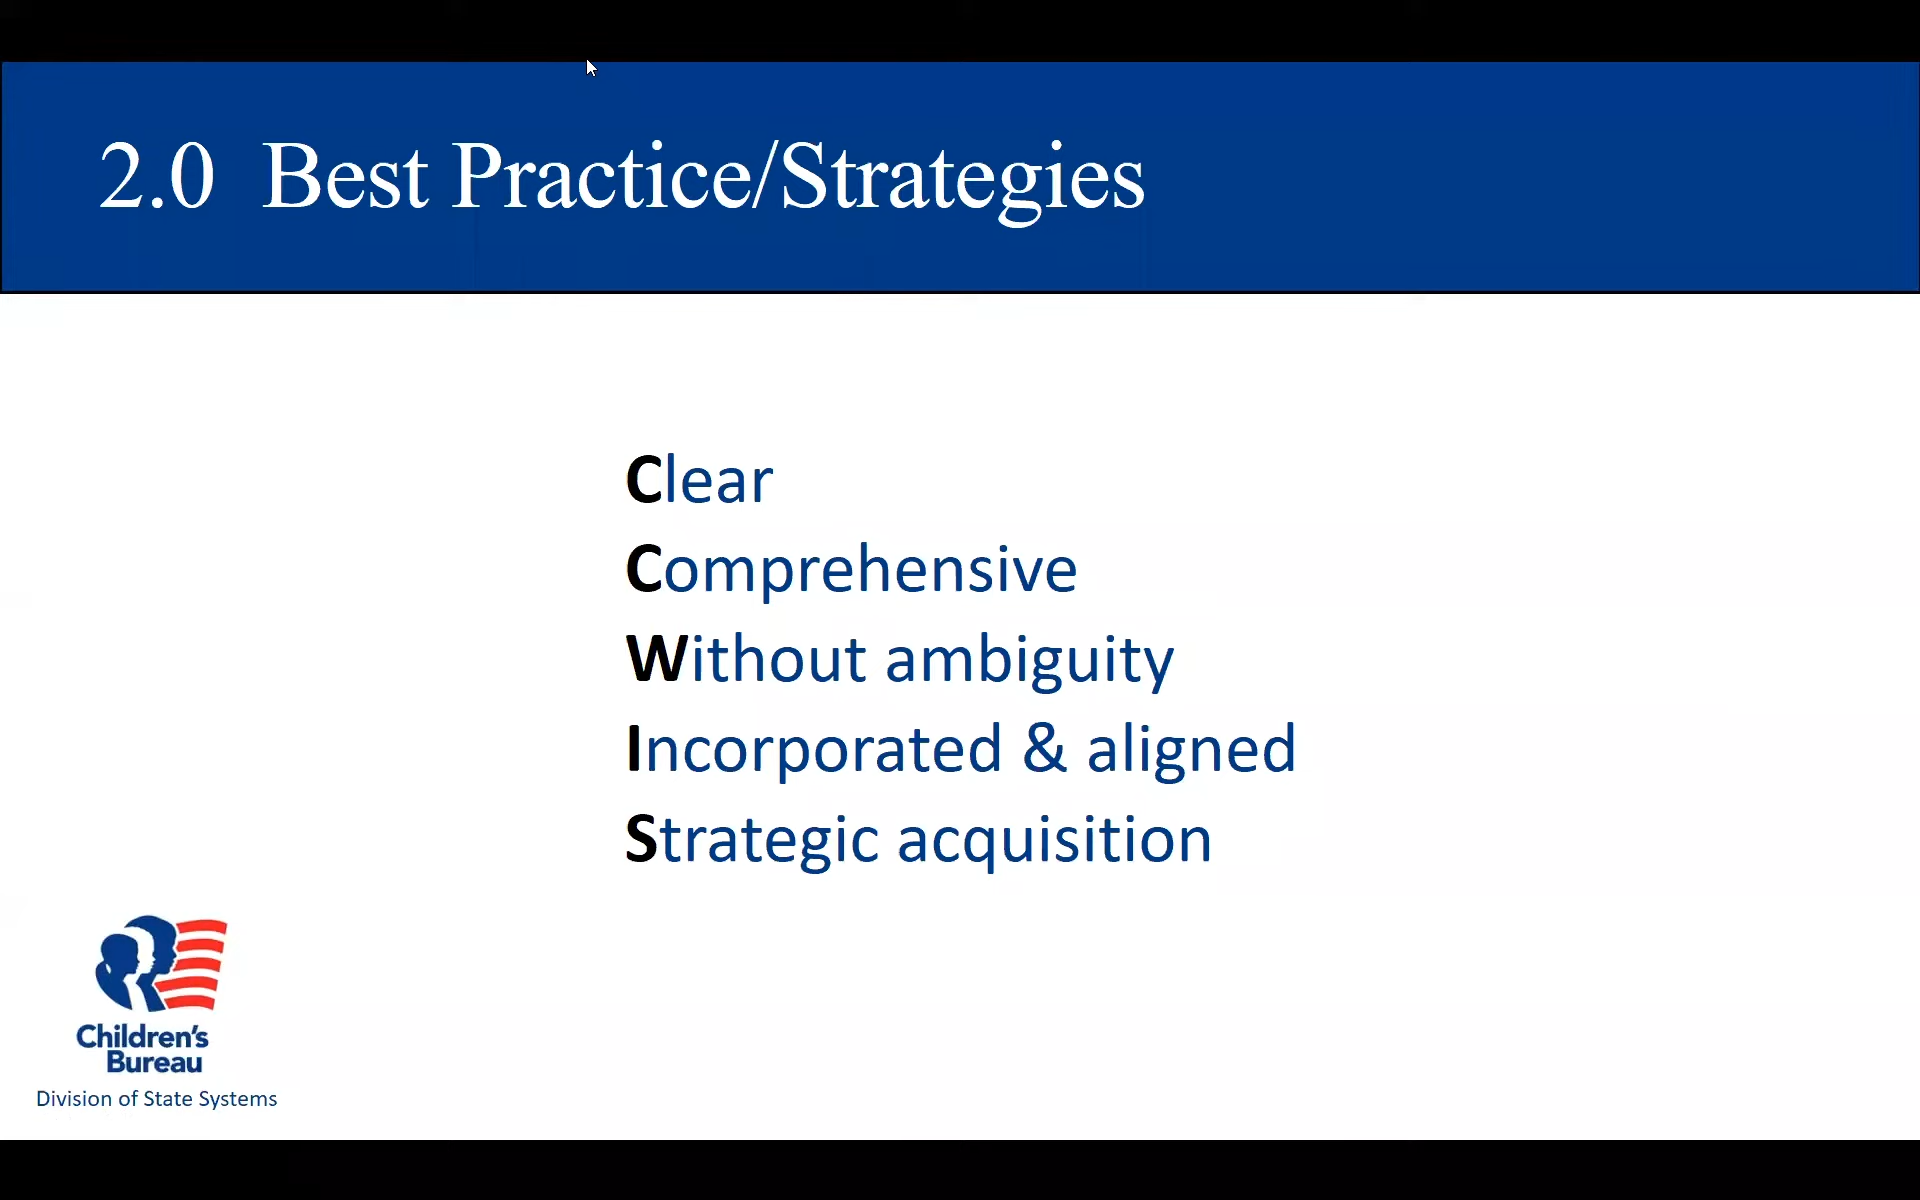 2.0 Best Practice/Strategies
Clear
Comprehensive
Without ambiguity
Incorporated & aligned
Strategic acquisition
Children's
Bureau
Division of State Systems